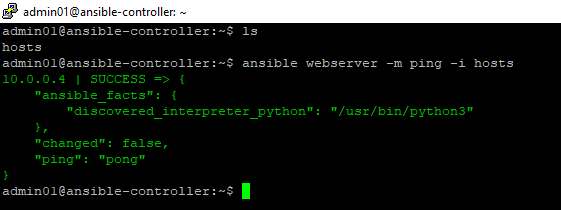 admin01@ansible-controller: ~
admin01@ansible-controller:~$ ls
hosts
admin01@ansible-controller:~$ ansible webserver -m ping -i hosts
10.0.0.4 | SUCCESS => {
    "ansible_facts": {
        "discovered_interpreter_python": "/usr/bin/python3"
    },
    "changed": false,
    "ping": "pong"
}
admin01@ansible-controller:~$